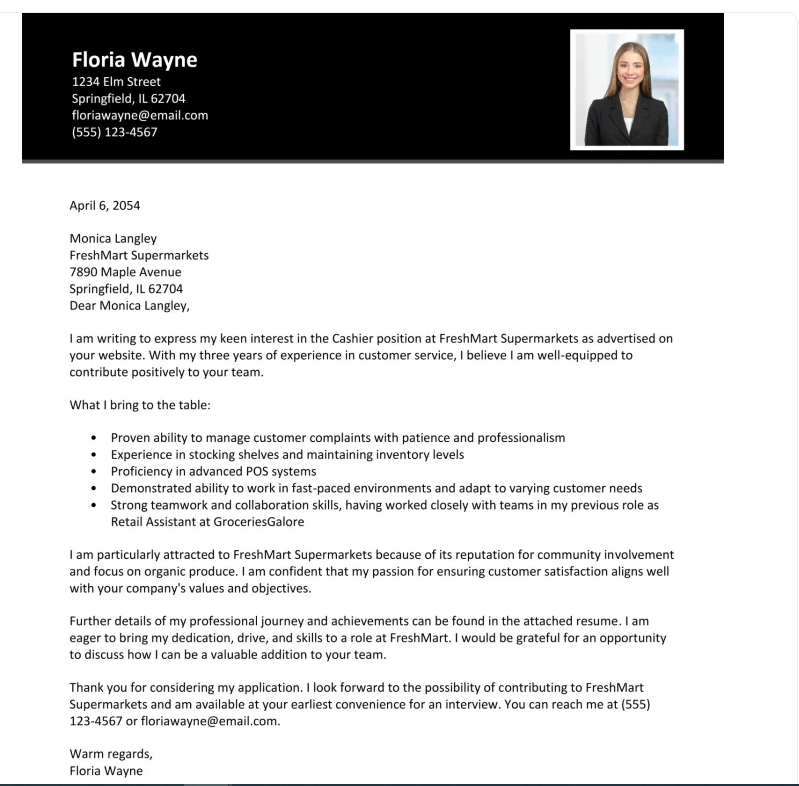 Floria Wayne
1234 Elm Street
Springfield, IL 62704
floriawayne@email.com
(555) 123-4567
April 6, 2054
Monica Langley
FreshMart Supermarkets
7890 Maple Avenue
Springfield, IL 62704
Dear Monica Langley,
I am writing to express my keen interest in the Cashier position at FreshMart Supermarkets as advertised on
your website. With my three years of experience in customer service, I believe I am well-equipped to
contribute positively to your team.
What I bring to the table:
• Proven ability to manage customer complaints with patience and professionalism
• Experience in stocking shelves and maintaining inventory levels
• Proficiency in advanced POS systems
• Demonstrated ability to work in fast-paced environments and adapt to varying customer needs
• Strong teamwork and collaboration skills, having worked closely with teams in my previous role as
Retail Assistant at GroceriesGalore
I am particularly attracted to FreshMart Supermarkets because of its reputation for community involvement
and focus on organic produce. I am confident that my passion for ensuring customer satisfaction aligns well
with your company's values and objectives.
Further details of my professional journey and achievements can be found in the attached resume. I am
eager to bring my dedication, drive, and skills to a role at FreshMart. I would be grateful for an opportunity
to discuss how I can be a valuable addition to your team.
Thank you for considering my application. I look forward to the possibility of contributing to FreshMart
Supermarkets and am available at your earliest convenience for an interview. You can reach me at (555)
123-4567 or floriawayne@email.com.
Warm regards,
Floria Wayne